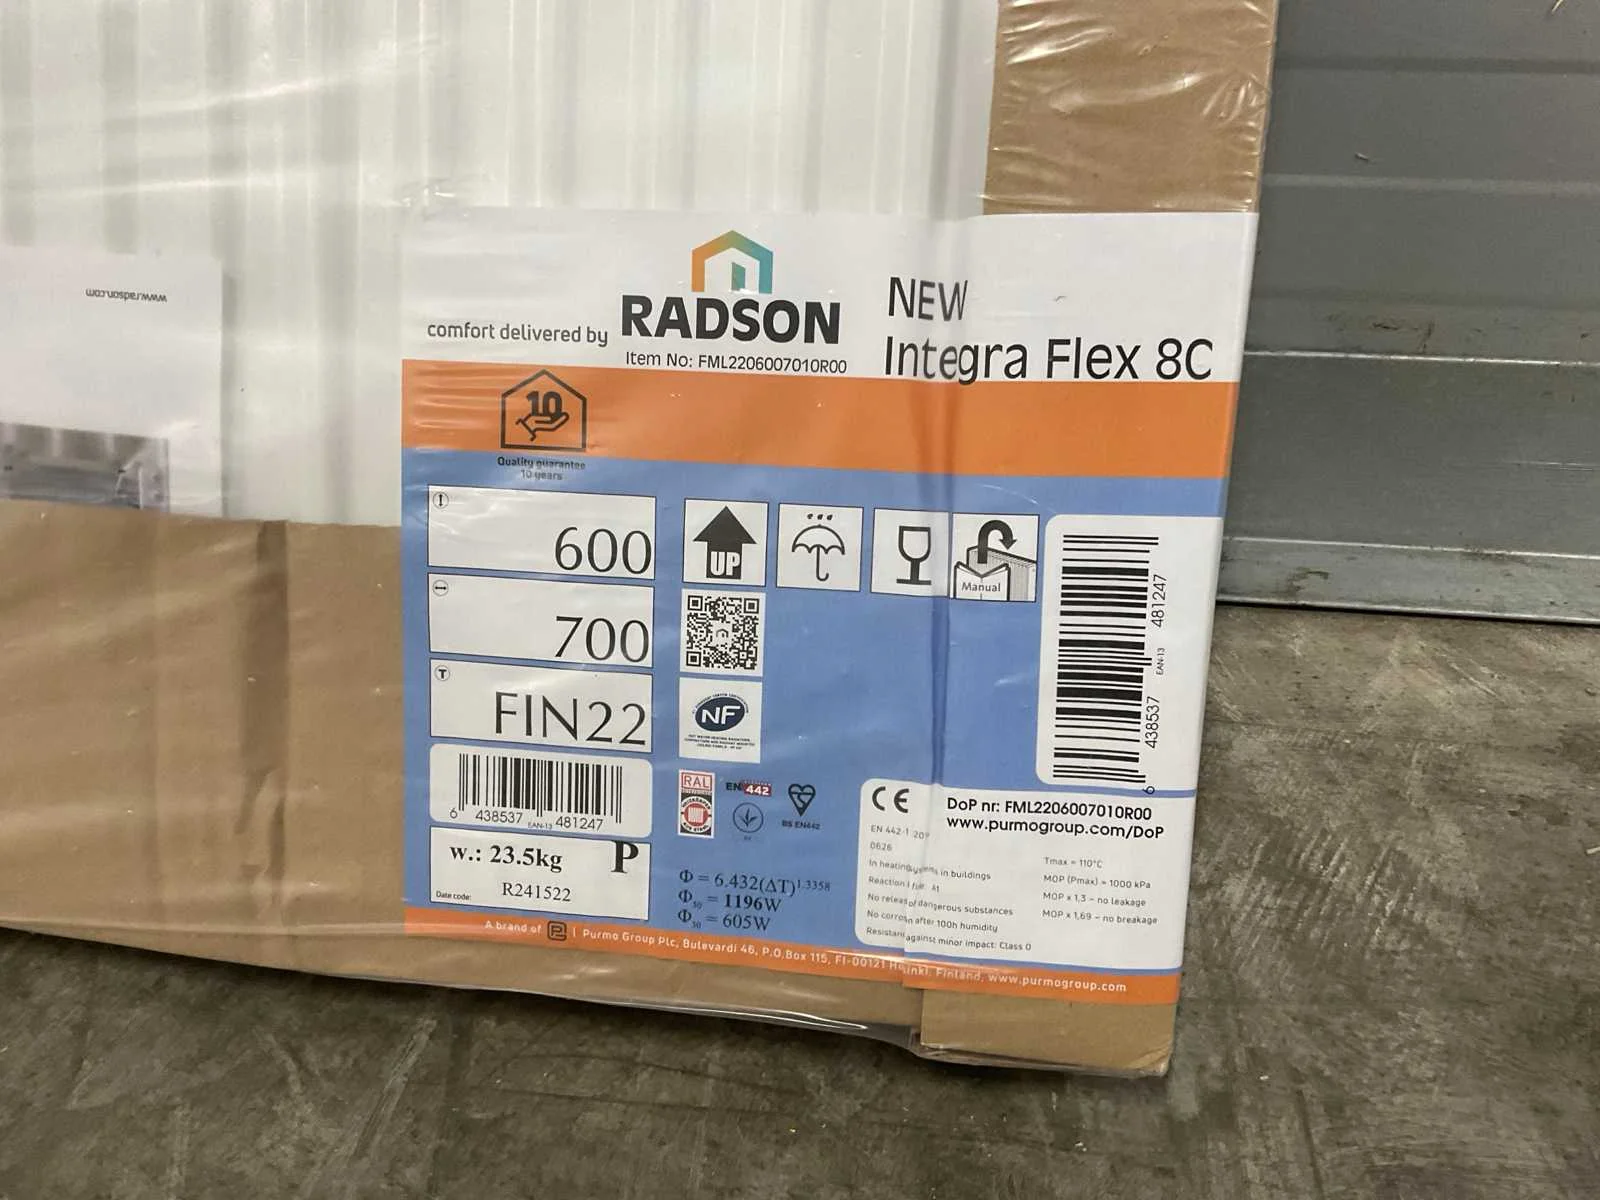 www.radson.com
comfort delivered by RADSON
Item No: FML2206007010R00
NEW
Integra Flex 8C
10
Quality guarantee
10 years
600
700
T
FIN22
UP
Manual
NF
6 438537 EAN-13 481247
6 438537 EAN-13 481247
w.: 23.5kg P
Date code: R241522
RAL
EN 442
BS EN442
Φ = 6.432(ΔT)^1.3358
Φ50 = 1196W
Φ30 = 605W
CE
EN 442-1
0626
In heating systems in buildings
No release of dangerous substances
No after 100h humidity
against minor impact: Class 0
DoP nr: FML2206007010R00
www.purmogroup.com/DoP
Tmax = 110°C
MOP (Pmax) = 1000 kPa
MOP x 1,3 – no leakage
MOP x 1,69 – no breakage
A brand of P | Purmo Group Plc, Bulevardi 46, P.O.Box 115, FI-00121 Helsinki, Finland, www.purmogroup.com